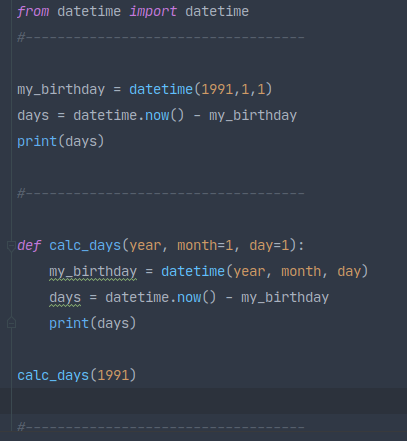 from datetime import datetime
#-----------------------------------
my_birthday = datetime(1991,1,1)
days = datetime.now() - my_birthday
print(days)
#-----------------------------------
def calc_days(year, month=1, day=1):
    my_birthday = datetime(year, month, day)
    days = datetime.now() - my_birthday
    print(days)
calc_days(1991)
#-----------------------------------